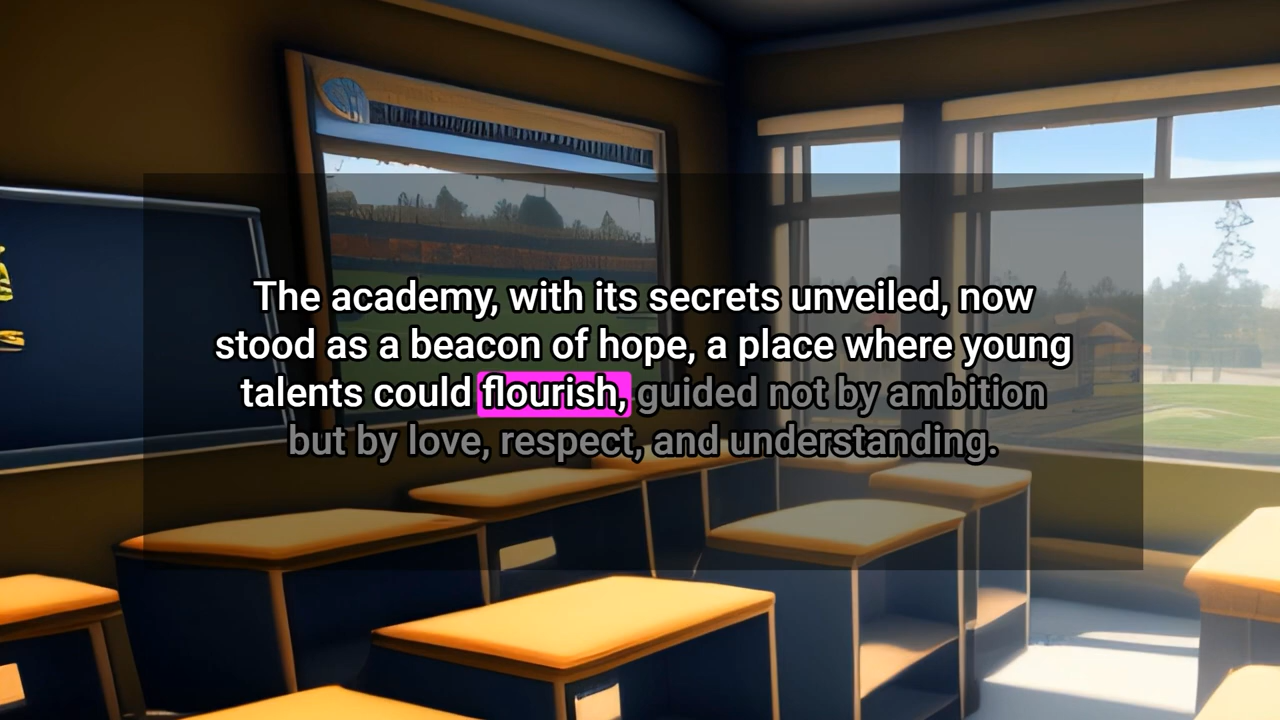 The academy, with its secrets unveiled, now
stood as a beacon of hope, a place where young
talents could flourish, guided not by ambition
but by love, respect, and understanding.